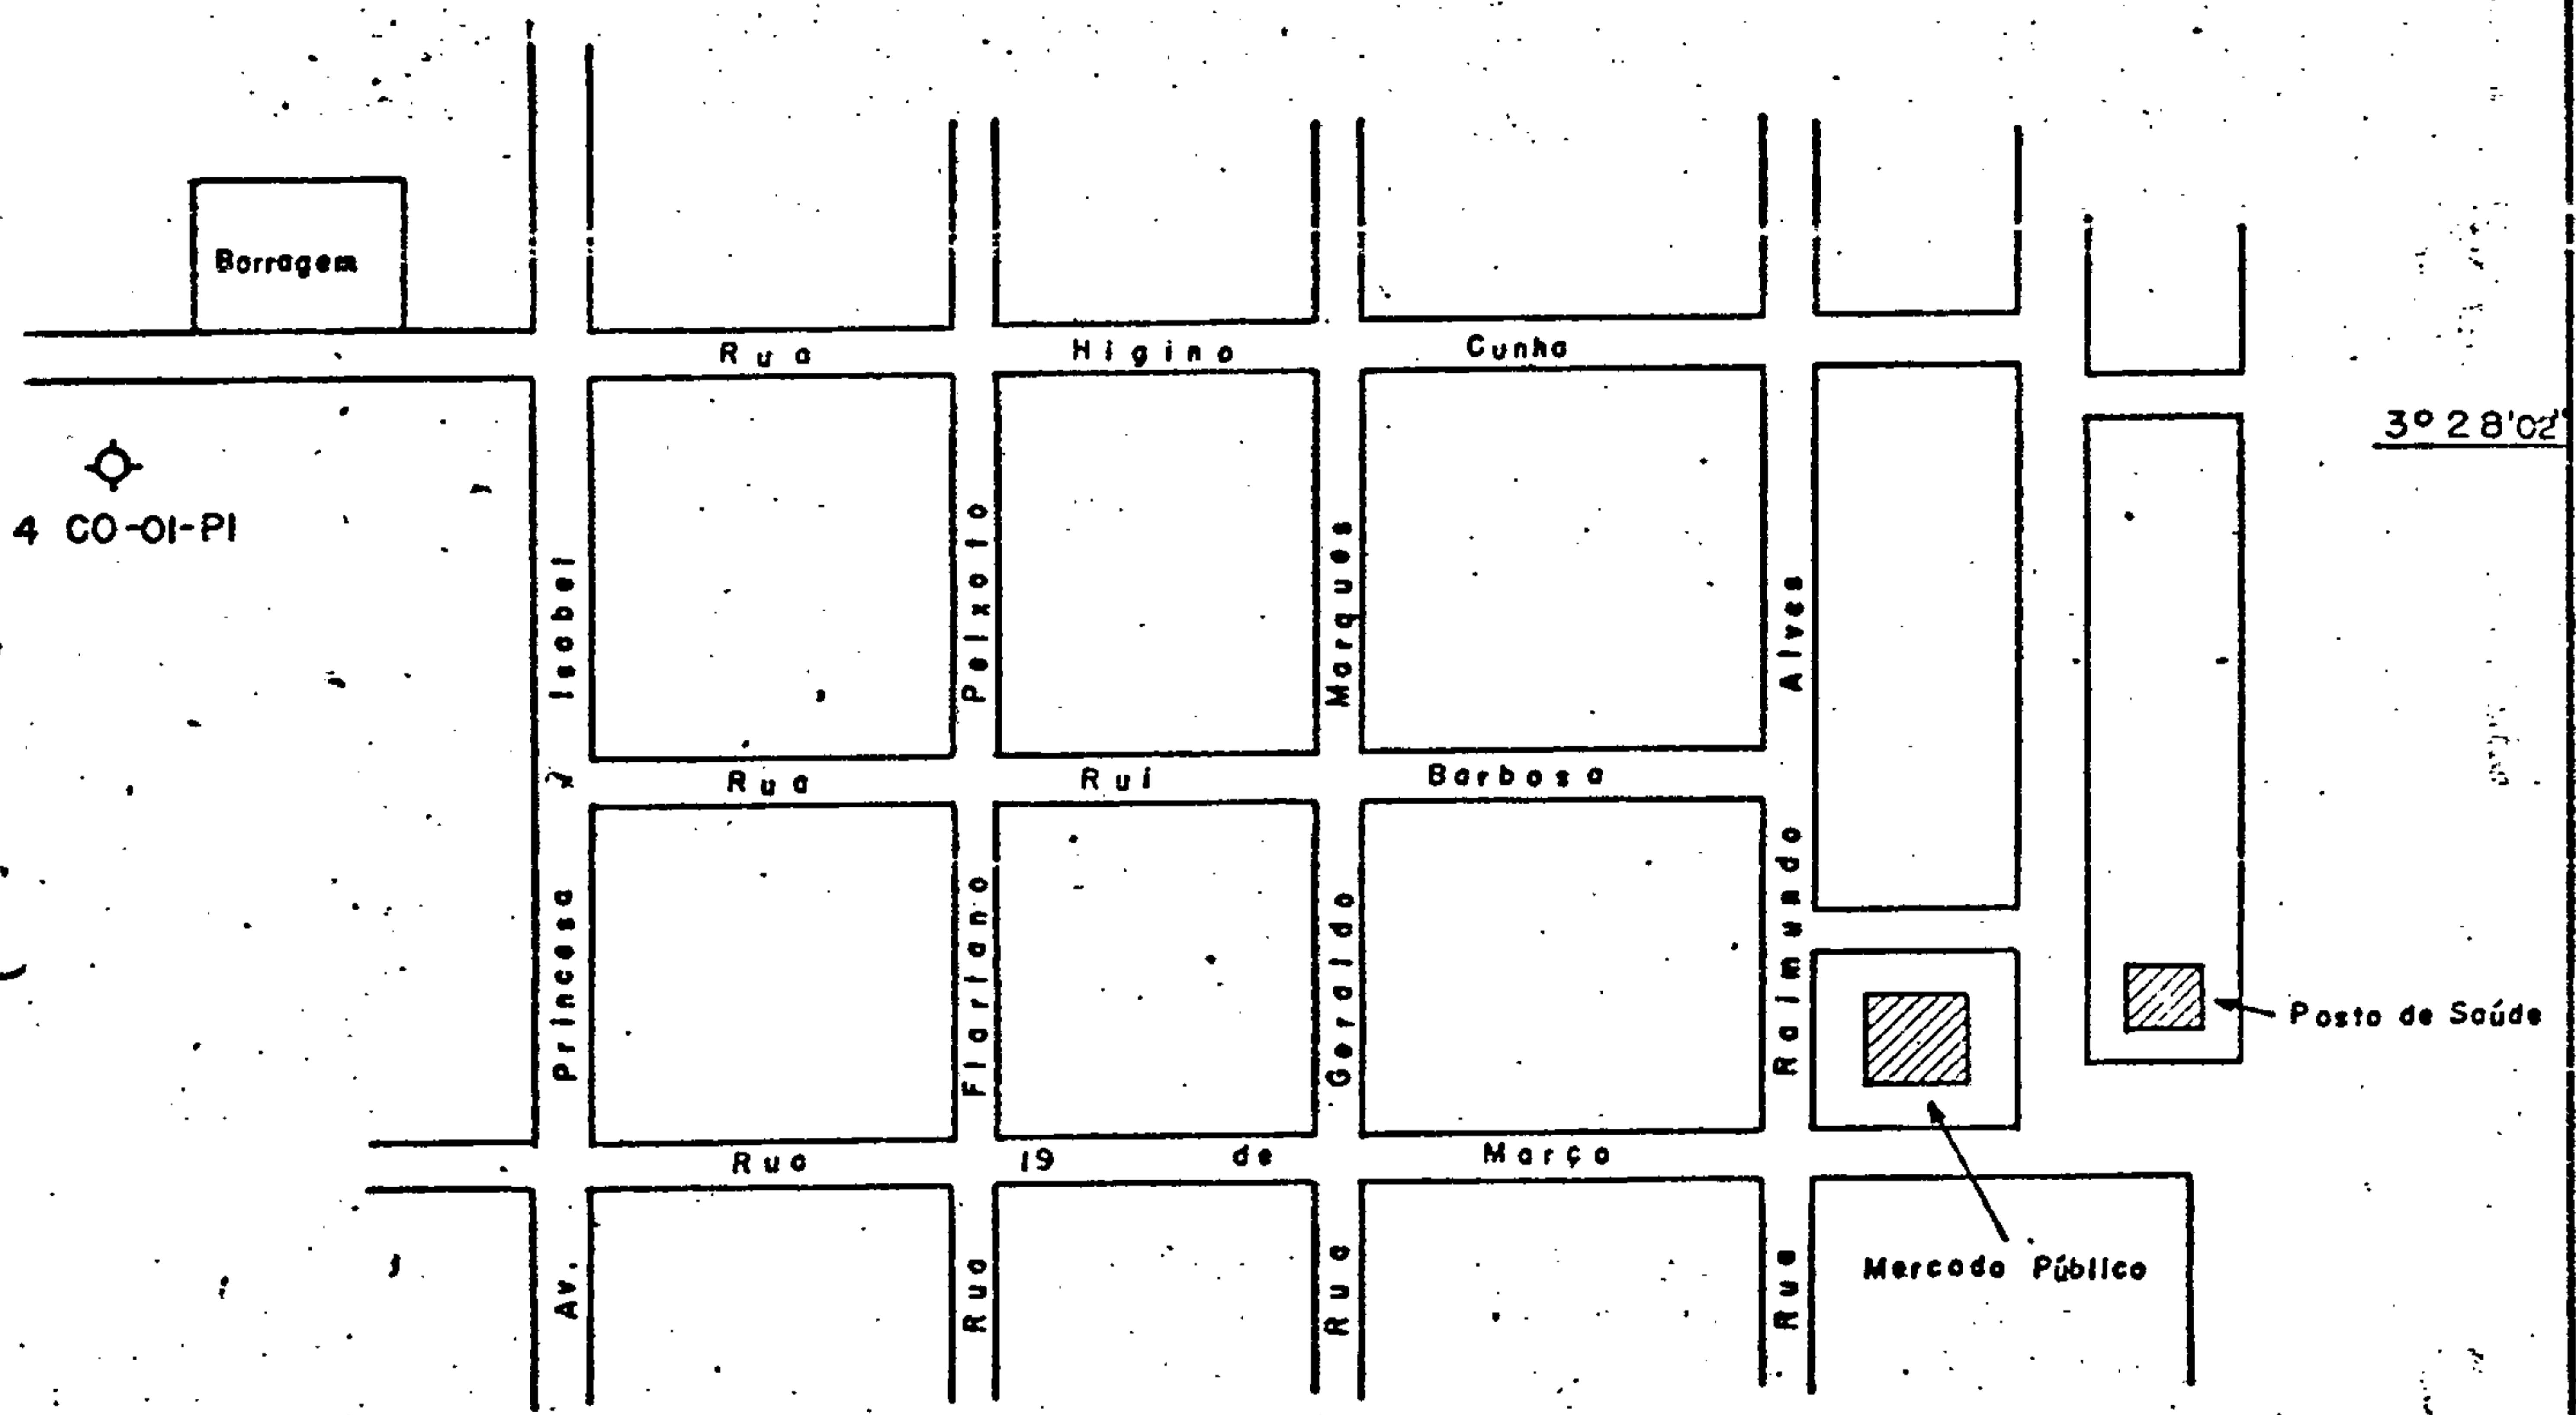 Barragem
Rua Higino Cunha
3° 28'02"
4 CO-01-PI
Av. Princesa Isabel
Rua Floriano Peixoto
Rua Geraldo Marques
Rua Raimundo Alves
Rua Rui Barbosa
Posto de Saúde
Rua 19 de Março
Mercado Público